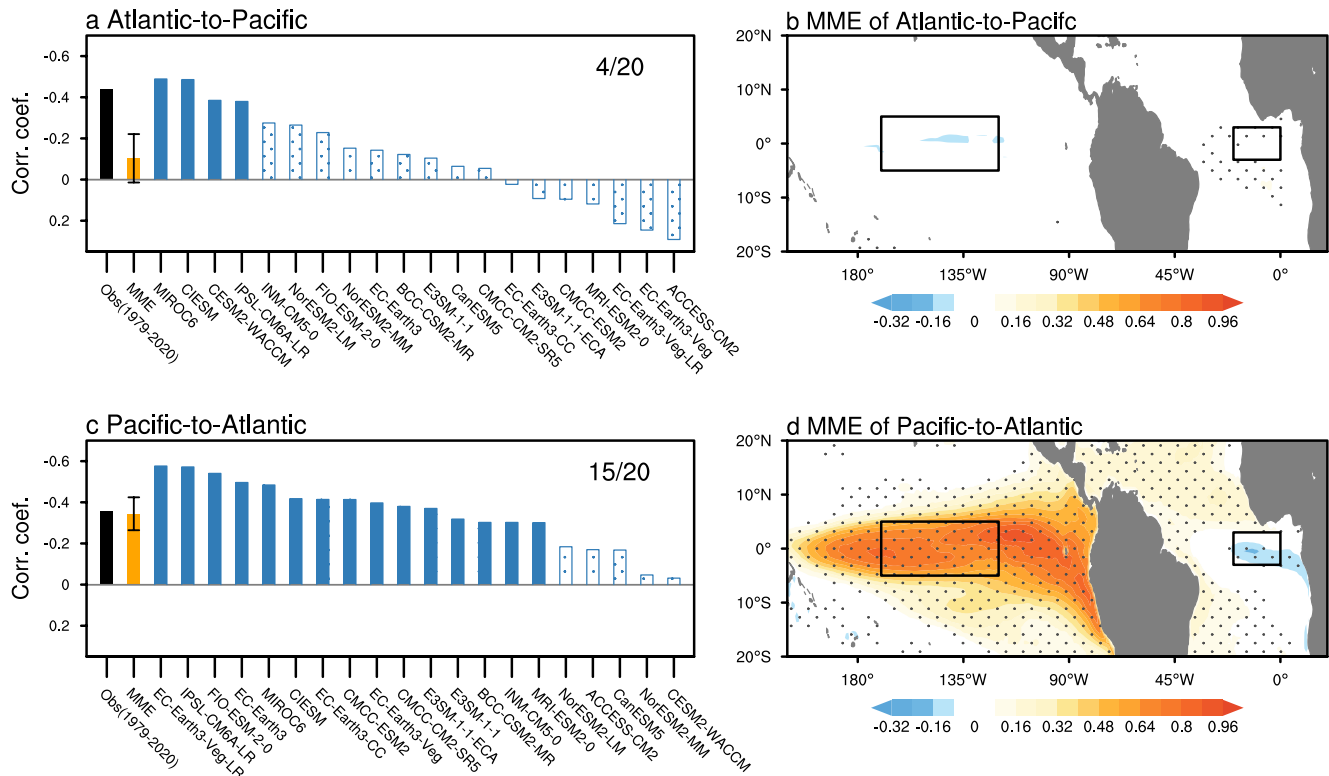 a Atlantic-to-Pacific
Corr. coef.
-0.6
-0.4
-0.2
0
0.2
4/20
Obs(1979-2020)
MME
MIROC6
CIESM
CESM2-WACCM
IPSL-CM6A-LR
INM-CM5-0
NorESM2-LM
FIO-ESM-2-0
NorESM2-MM
EC-Earth3
BCC-CSM2-MR
E3SM-1-1
CanESM5
CMCC-CM2-SR5
EC-Earth3-CC
E3SM-1-1-ECA
CMCC-ESM2
MRI-ESM2-0
EC-Earth3-Veg-LR
EC-Earth3-Veg
ACCESS-CM2
b MME of Atlantic-to-Pacifc
20°N
10°N
0°
10°S
20°S
180° 135°W 90°W 45°W 0°
-0.32 -0.16 0 0.16 0.32 0.48 0.64 0.8 0.96
c Pacific-to-Atlantic
Corr. coef.
-0.6
-0.4
-0.2
0
0.2
15/20
Obs(1979-2020)
MME
EC-Earth3-Veg-LR
IPSL-CM6A-LR
FIO-ESM-2-0
EC-Earth3
MIROC6
CIESM
EC-Earth3-CC
CMCC-ESM2
EC-Earth3-Veg
CMCC-CM2-SR5
E3SM-1-1-ECA
E3SM-1-1
BCC-CSM2-MR
INM-CM5-0
MRI-ESM2-0
NorESM2-LM
ACCESS-CM2
CanESM5
NorESM2-MM
CESM2-WACCM
d MME of Pacific-to-Atlantic
20°N
10°N
0°
10°S
20°S
180° 135°W 90°W 45°W 0°
-0.32 -0.16 0 0.16 0.32 0.48 0.64 0.8 0.96